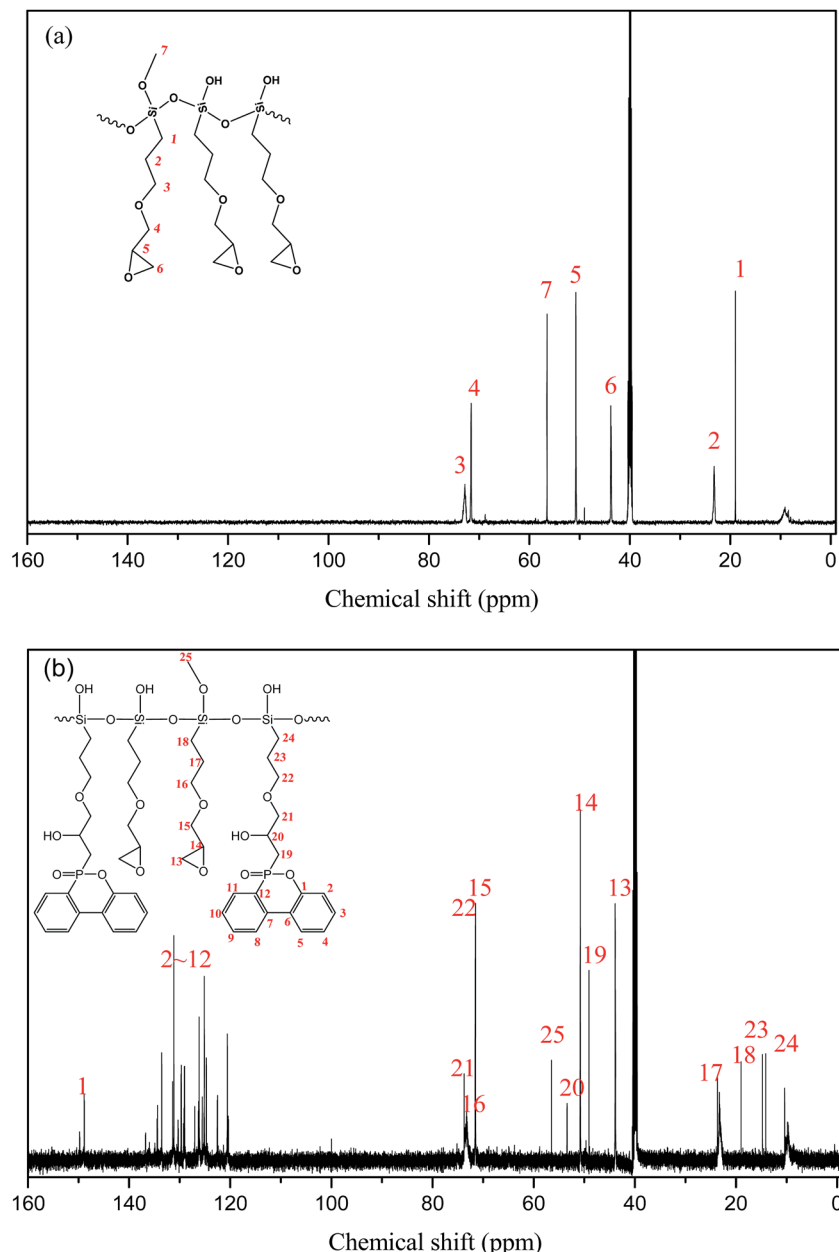 (a)
7
O
OH
OH
Si
O
Si
Si
O
O
1
2
3
O
O
O
4
5
6
O
O
O
7
5
1
4
6
3
2
160
140
120
100
80
60
40
20
0
Chemical shift (ppm)
(b)
25
OH
OH
O
OH
Si
O
Si
O
Si
O
Si
O
18
24
17
23
16
22
O
O
O
O
15
21
HO
14
HO
20
13
19
O
O
O=P
O
O=P
O
1
2
11
12
10
7
6
3
9
8
5
4
14
22
15
13
2~12
19
25
23
24
21
18
17
1
16
20
160
140
120
100
80
60
40
20
0
Chemical shift (ppm)